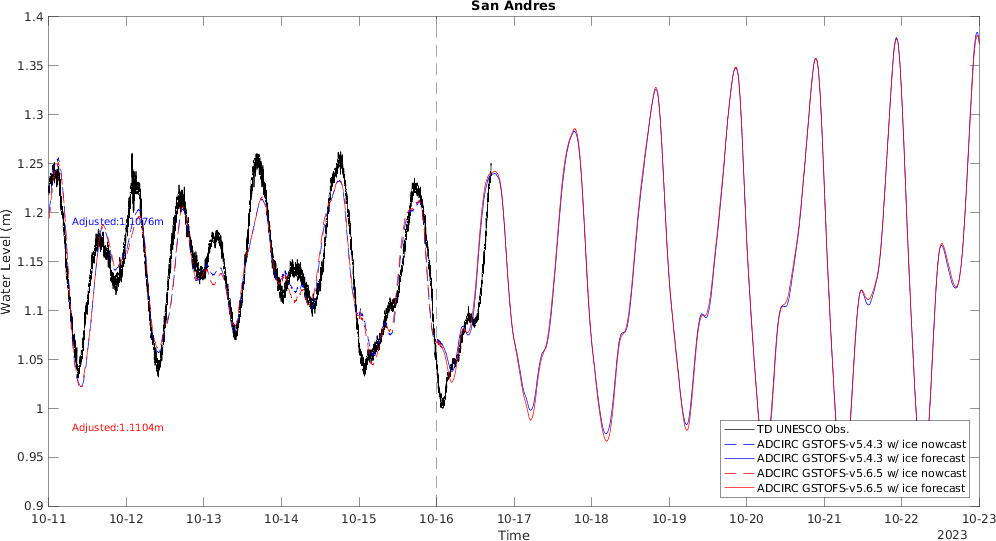 San Andres
1.4
1.35
1.3
1.25
1.2
1.15
1.1
1.05
1
0.95
0.9
Water Level (m)
Adjusted:1.1076m
Adjusted:1.1104m
TD UNESCO Obs.
ADCIRC GSTOFS-v5.4.3 w/ ice nowcast
ADCIRC GSTOFS-v5.4.3 w/ ice forecast
ADCIRC GSTOFS-v5.6.5 w/ ice nowcast
ADCIRC GSTOFS-v5.6.5 w/ ice forecast
10-11 10-12 10-13 10-14 10-15 10-16 10-17 10-18 10-19 10-20 10-21 10-22 10-23
Time
2023